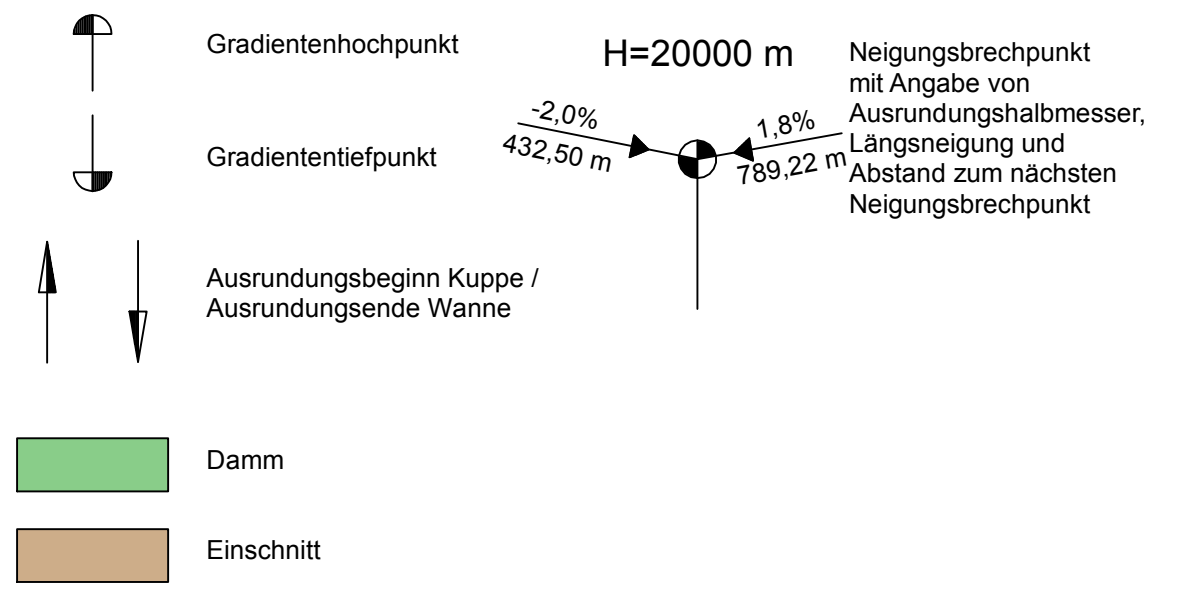 Gradientenhochpunkt
Gradiententiefpunkt
Ausrundungsbeginn Kuppe /
Ausrundungsende Wanne
Damm
Einschnitt
H=20000 m
-2,0%
432,50 m
1,8%
789,22 m
Neigungsbrechpunkt
mit Angabe von
Ausrundungshalbmesser,
Längsneigung und
Abstand zum nächsten
Neigungsbrechpunkt